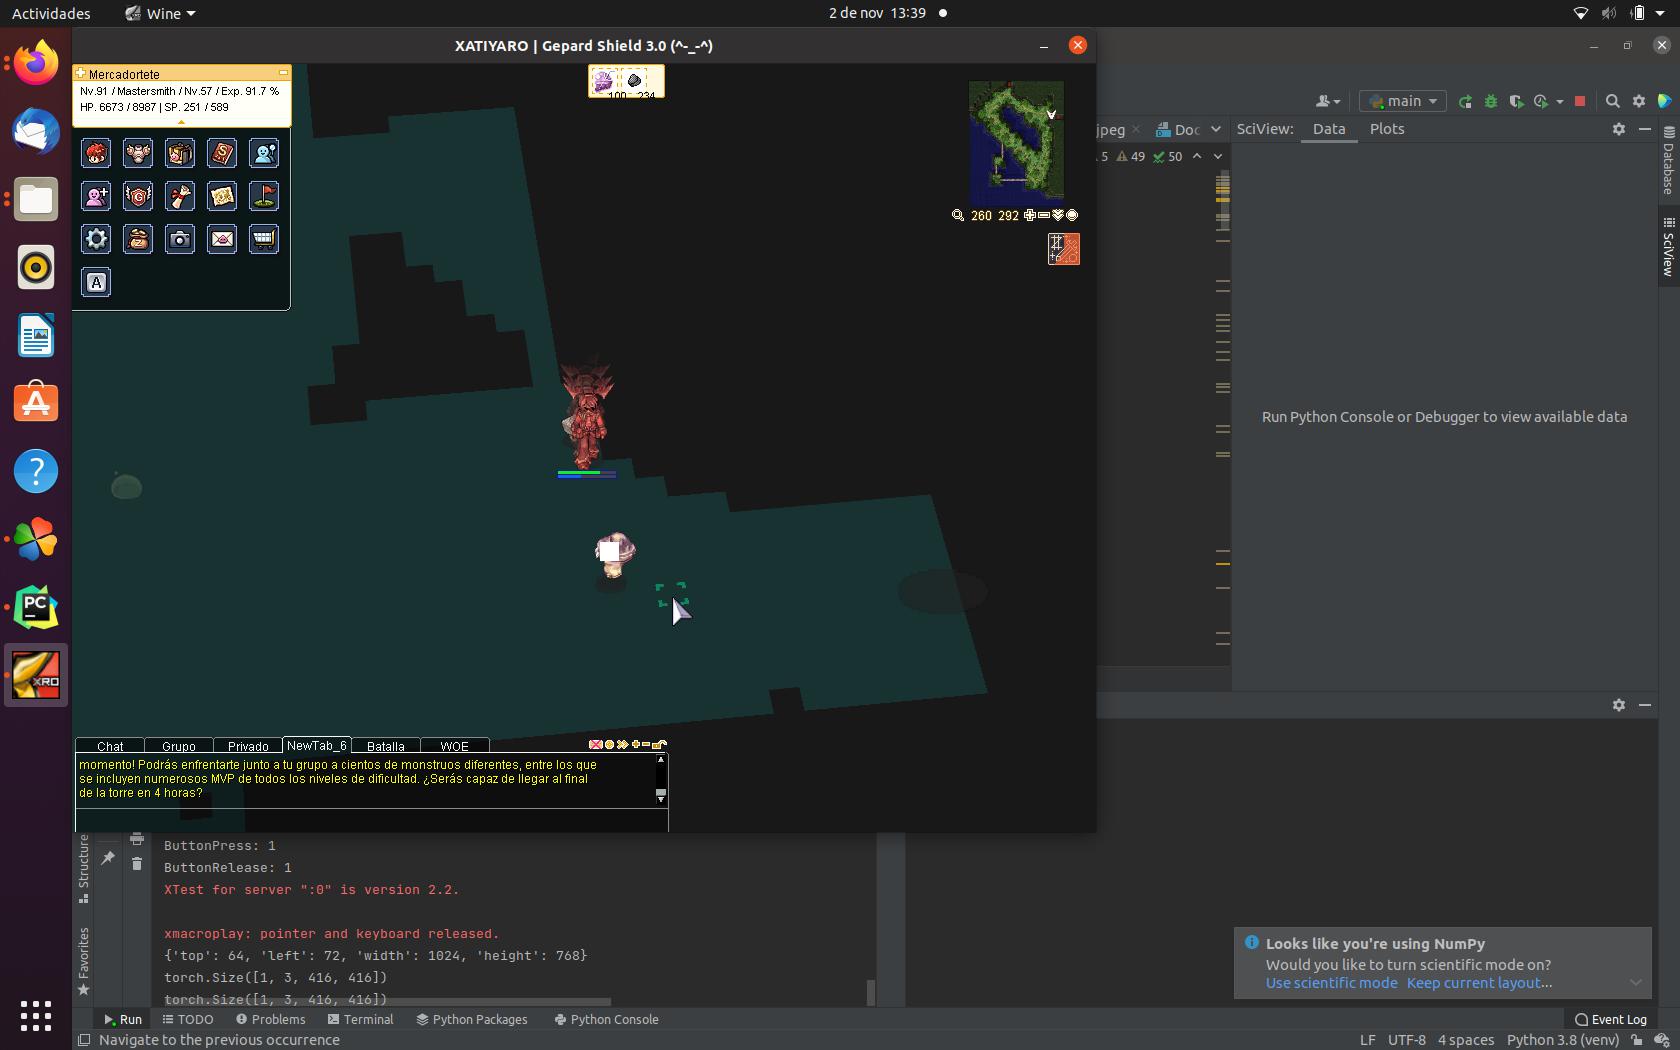 Actividades
Wine
2 de nov 13:39
XATIYARO | Gepard Shield 3.0 (^-_-^)
Mercadortete
Nv.91 / Mastersmith / Nv.57 / Exp. 91.7 %
HP. 6673 / 8987 | SP. 251 / 589
100 234
A
260 292
main
jpeg
Doc
SciView:
Data
Plots
5 49 50
Database
SciView
Run Python Console or Debugger to view available data
XRO
PC
Chat
Grupo
Privado
NewTab_6
Batalla
WOE
momento! Podrás enfrentarte junto a tu grupo a cientos de monstruos diferentes, entre los que
se incluyen numerosos MVP de todos los niveles de dificultad. ¿Serás capaz de llegar al final
de la torre en 4 horas?
Structure
Favorites
ButtonPress: 1
ButtonRelease: 1
XTest for server ":0" is version 2.2.
xmacroplay: pointer and keyboard released.
{'top': 64, 'left': 72, 'width': 1024, 'height': 768}
torch.Size([1, 3, 416, 416])
torch.Size([1, 3, 416, 416])
Looks like you're using NumPy
Would you like to turn scientific mode on?
Use scientific mode Keep current layout...
Run
TODO
Problems
Terminal
Python Packages
Python Console
Event Log
Navigate to the previous occurrence
LF UTF-8 4 spaces Python 3.8 (venv)